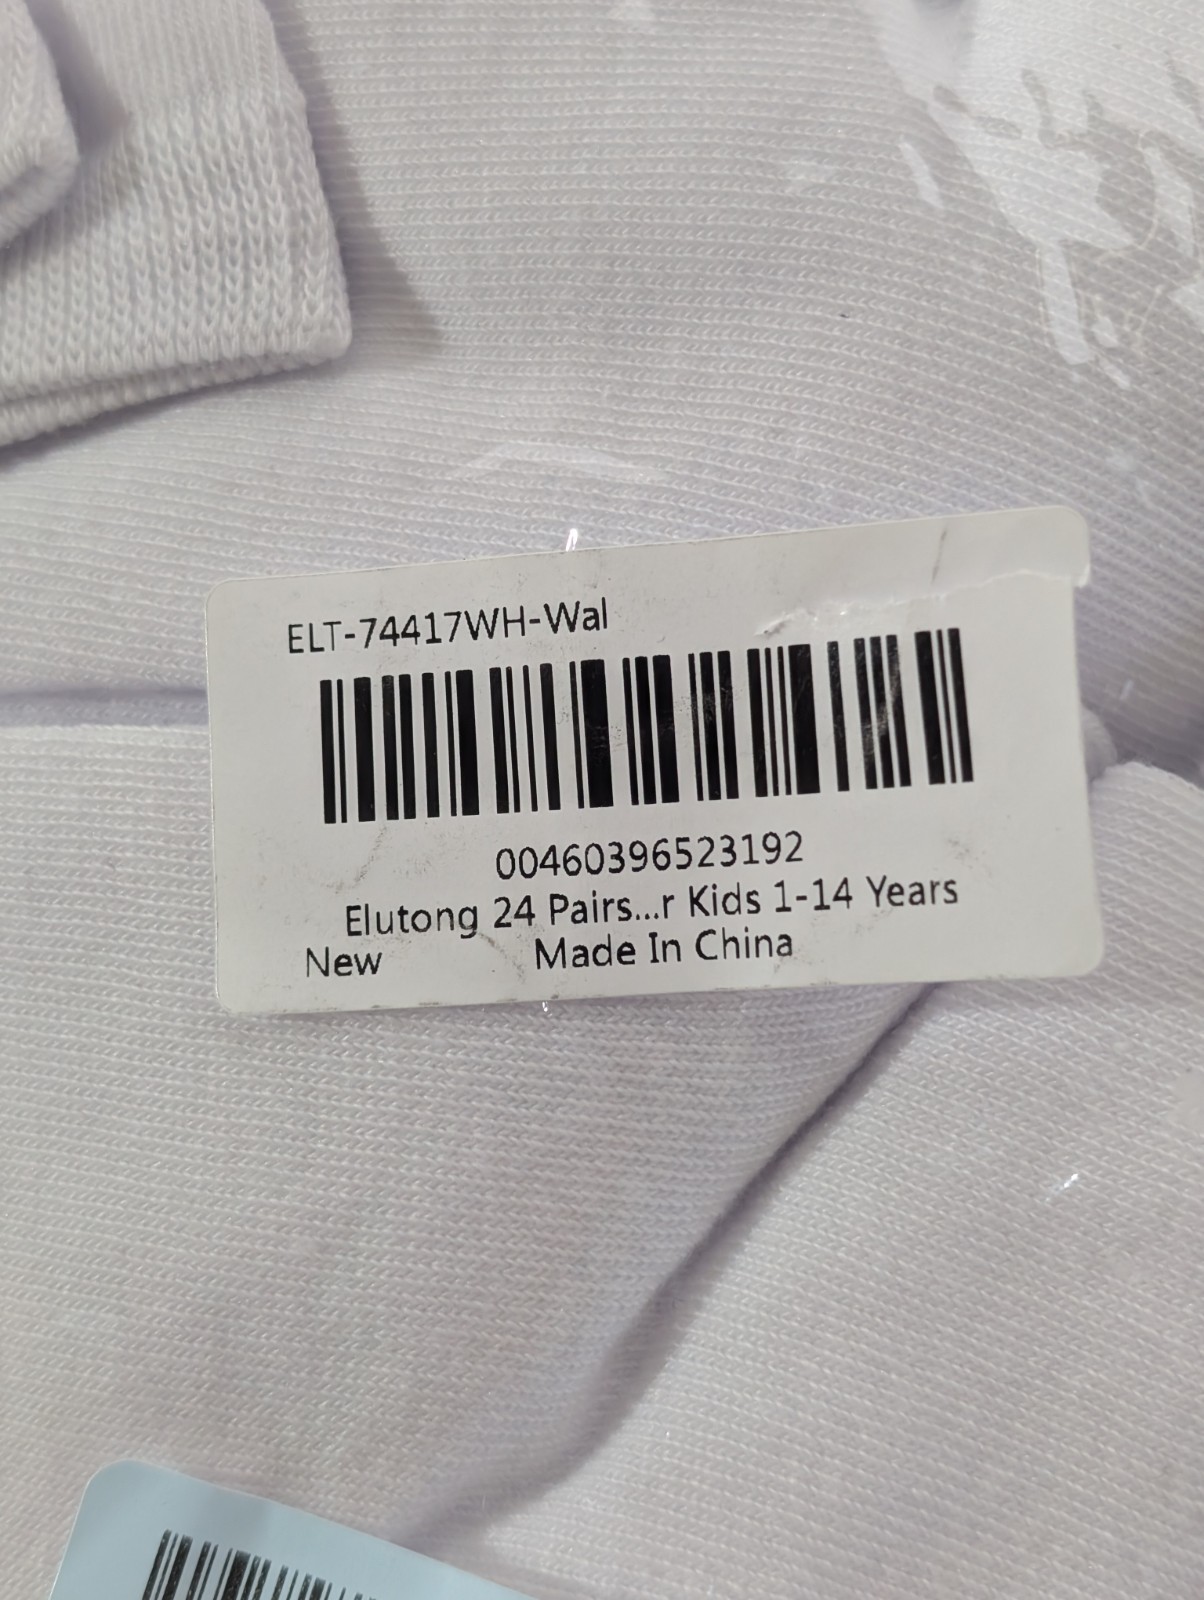 ELT-74417WH-Wal
00460396523192
Elutong 24 Pairs...r Kids 1-14 Years
New Made In China